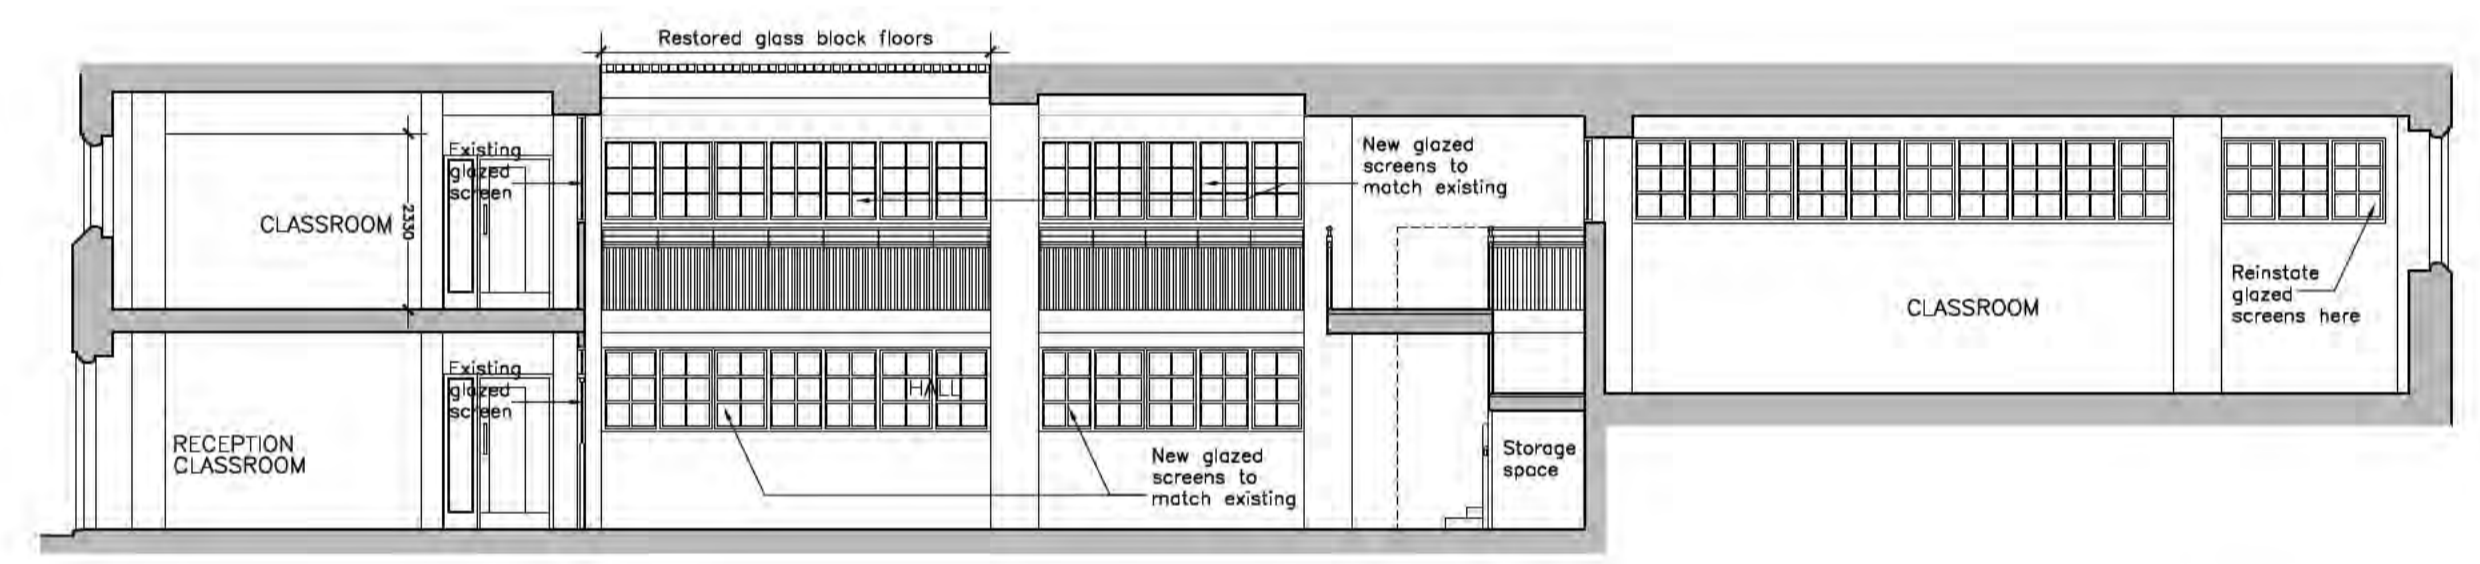 Restored glass block floors
Existing
glazed
screen
CLASSROOM
2330
New glazed
screens to
match existing
CLASSROOM
Reinstate
glazed
screens here
Existing
glazed
screen
HALL
RECEPTION
CLASSROOM
New glazed
screens to
match existing
Storage
space